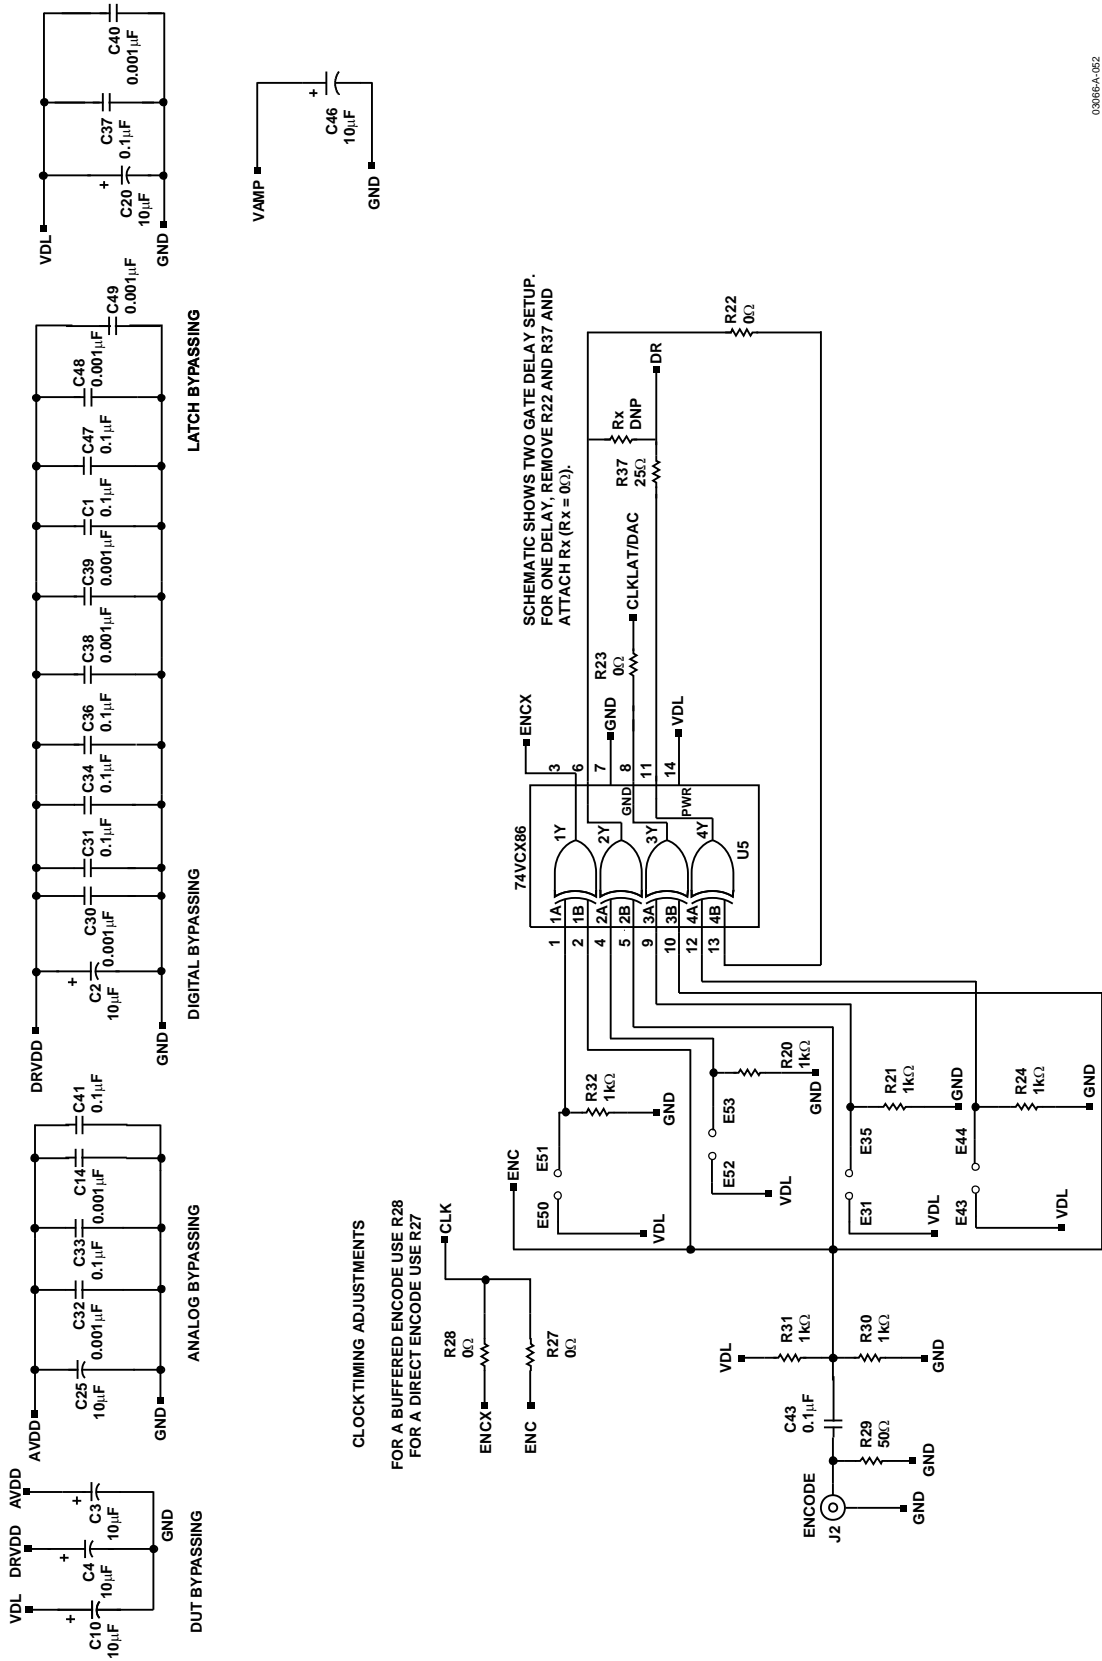 VDL
C10
10µF
+
DRVDD
C4
10µF
+
AVDD
C3
10µF
+
GND
DUT BYPASSING
AVDD
GND
C25
10µF
C32
0.001µF
C33
0.1µF
C14
0.001µF
C41
0.1µF
ANALOG BYPASSING
DRVDD
GND
+
C2
10µF
C30
0.001µF
C31
0.1µF
C34
0.1µF
C36
0.1µF
C38
0.001µF
C39
0.001µF
C1
0.1µF
C47
0.1µF
C48
0.001µF
C49
0.001µF
DIGITAL BYPASSING
LATCH BYPASSING
VDL
GND
+
C20
10µF
C37
0.1µF
C40
0.001µF
VAMP
GND
+
C46
10µF
CLOCK TIMING ADJUSTMENTS
FOR A BUFFERED ENCODE USE R28
FOR A DIRECT ENCODE USE R27
ENCX
R28
0Ω
CLK
ENC
R27
0Ω
SCHEMATIC SHOWS TWO GATE DELAY SETUP.
FOR ONE DELAY, REMOVE R22 AND R37 AND
ATTACH Rx (Rx = 0Ω).
ENCODE
J2
GND
R29
50Ω
GND
C43
0.1µF
VDL
R31
1kΩ
R30
1kΩ
GND
ENC
E50
E51
VDL
R32
1kΩ
GND
E52
E53
VDL
R20
1kΩ
GND
E31
E35
VDL
R21
1kΩ
GND
E43
E44
VDL
R24
1kΩ
GND
74VCX86
1
2
4
5
9
10
12
13
1A
1B
2A
2B
3A
3B
4A
4B
1Y
2Y
3Y
4Y
GND
PWR
U5
3
6
7
8
11
14
ENCX
GND
VDL
R23
0Ω
CLKLAT/DAC
R37
25Ω
Rx
DNP
DR
R22
0Ω
03066-A-052